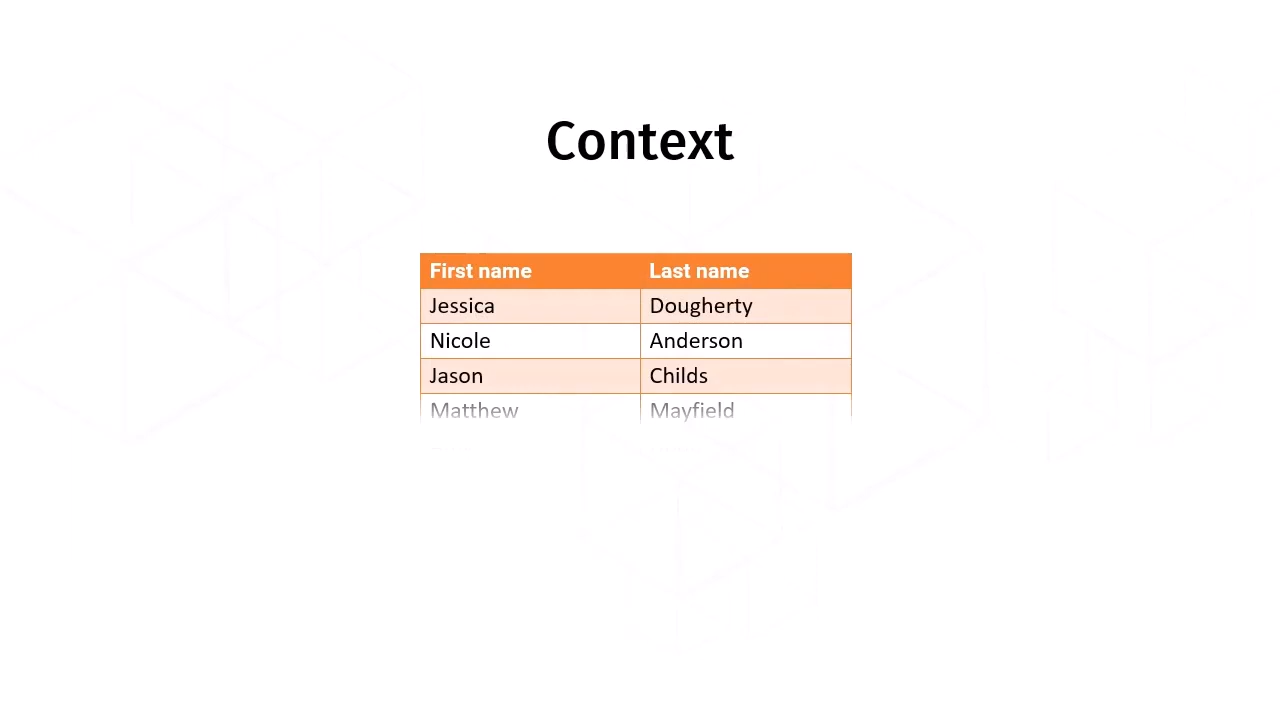 Context
First name Last name
Jessica Dougherty
Nicole Anderson
Jason Childs
Matthew Mayfield